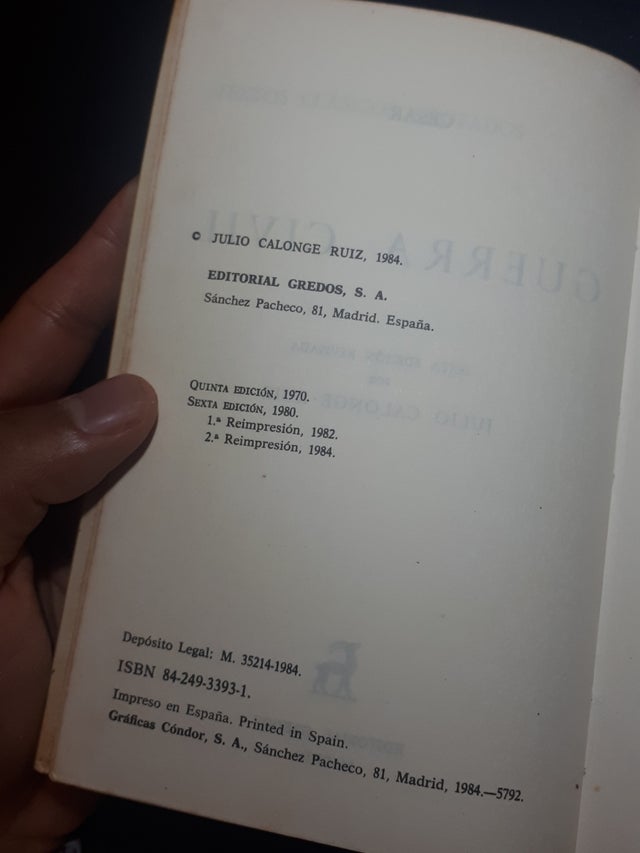 © JULIO CALONGE RUIZ, 1984.
EDITORIAL GREDOS, S. A.
Sánchez Pacheco, 81, Madrid. España.
QUINTA EDICIÓN, 1970.
SEXTA EDICIÓN, 1980.
1.ª Reimpresión, 1982.
2.ª Reimpresión, 1984.
Depósito Legal: M. 35214-1984.
ISBN 84-249-3393-1.
Impreso en España. Printed in Spain.
Gráficas Cóndor, S. A., Sánchez Pacheco, 81, Madrid, 1984.—5792.